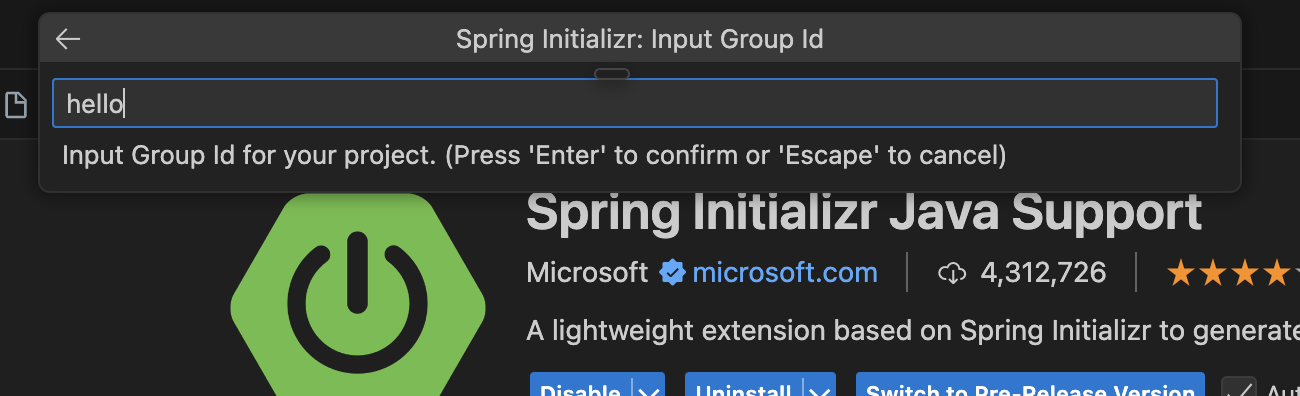 Spring Initializr: Input Group Id
hello
Input Group Id for your project. (Press 'Enter' to confirm or 'Escape' to cancel)
Spring Initializr Java Support
Microsoft microsoft.com 4,312,726
A lightweight extension based on Spring Initializr to generate
Disable Uninstall Switch to Pre-Release Version